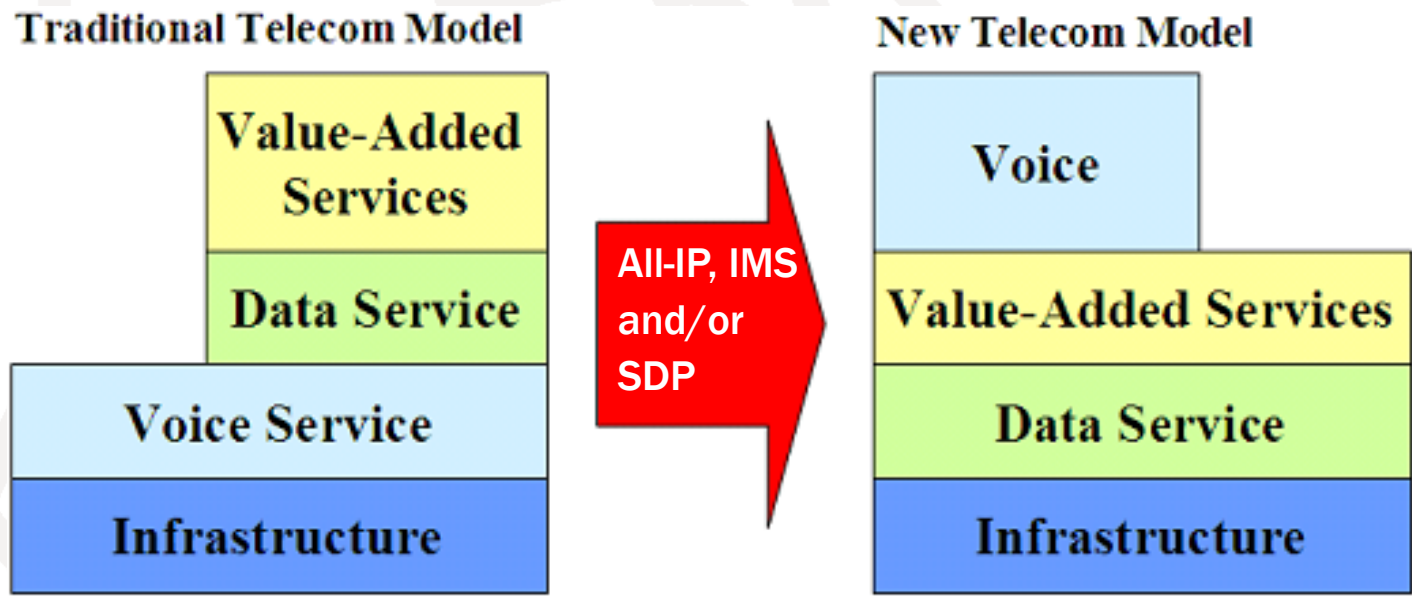 Traditional Telecom Model
Value-Added
Services
Data Service
Voice Service
Infrastructure
All-IP, IMS
and/or
SDP
New Telecom Model
Voice
Value-Added Services
Data Service
Infrastructure